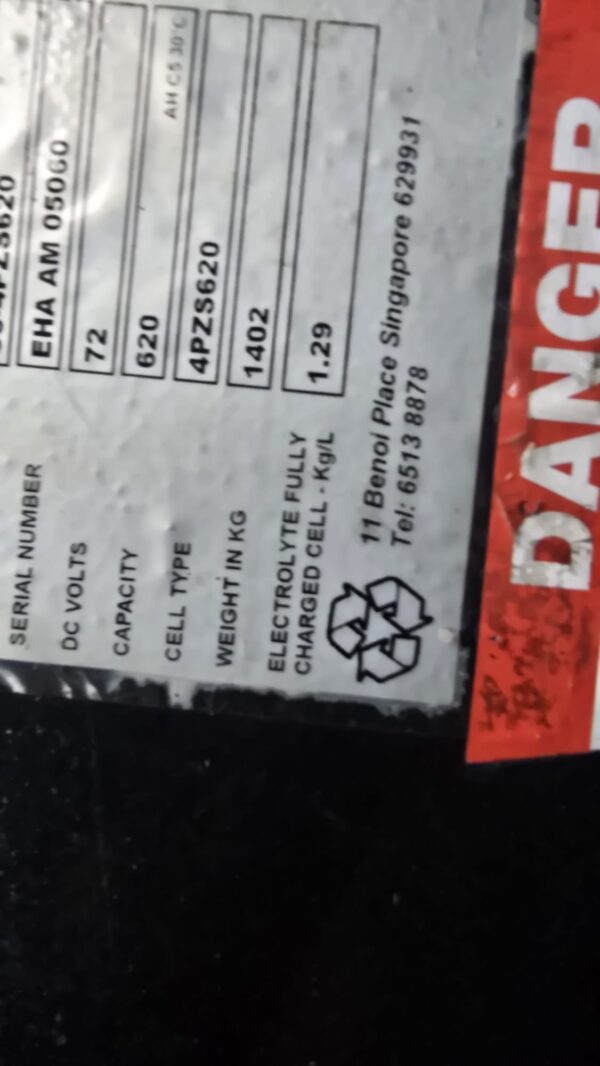 4PZS620
SERIAL NUMBER EHA AM 05060
DC VOLTS 72
CAPACITY 620 AH C5 30°C
CELL TYPE 4PZS620
WEIGHT IN KG 1402
ELECTROLYTE FULLY
CHARGED CELL - Kg/L 1.29
11 Benoi Place Singapore 629931
Tel: 6513 8878
DANGER